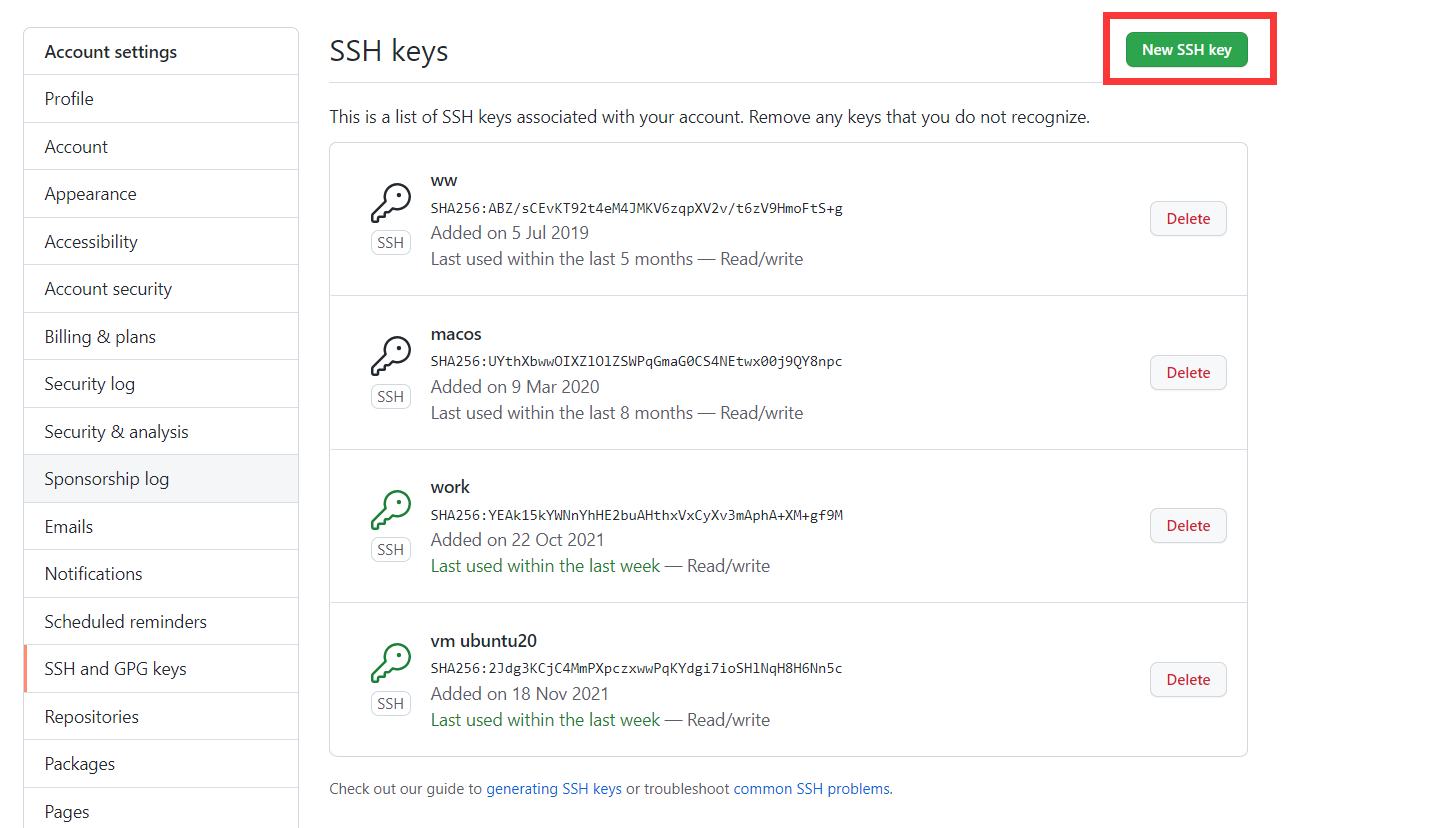 Account settings
Profile
Account
Appearance
Accessibility
Account security
Billing & plans
Security log
Security & analysis
Sponsorship log
Emails
Notifications
Scheduled reminders
SSH and GPG keys
Repositories
Packages
Pages
SSH keys
New SSH key
This is a list of SSH keys associated with your account. Remove any keys that you do not recognize.
ww
SHA256:ABZ/sCEvKT92t4eM4JMKV6zqpXV2v/t6zV9HmoFtS+g
SSH
Added on 5 Jul 2019
Last used within the last 5 months — Read/write
Delete
macos
SHA256:UYthXbwwOIXZlOlZSWPqGmaG0CS4NEtwx00j9QY8npc
SSH
Added on 9 Mar 2020
Last used within the last 8 months — Read/write
Delete
work
SHA256:YEAk15kYWNnYhHE2buAHthxVxCyXv3mAphA+XM+gf9M
SSH
Added on 22 Oct 2021
Last used within the last week — Read/write
Delete
vm ubuntu20
SHA256:2Jdg3KCjC4MmPXpczxwwPqKYdgi7ioSHlNqH8H6Nn5c
SSH
Added on 18 Nov 2021
Last used within the last week — Read/write
Delete
Check out our guide to generating SSH keys or troubleshoot common SSH problems.